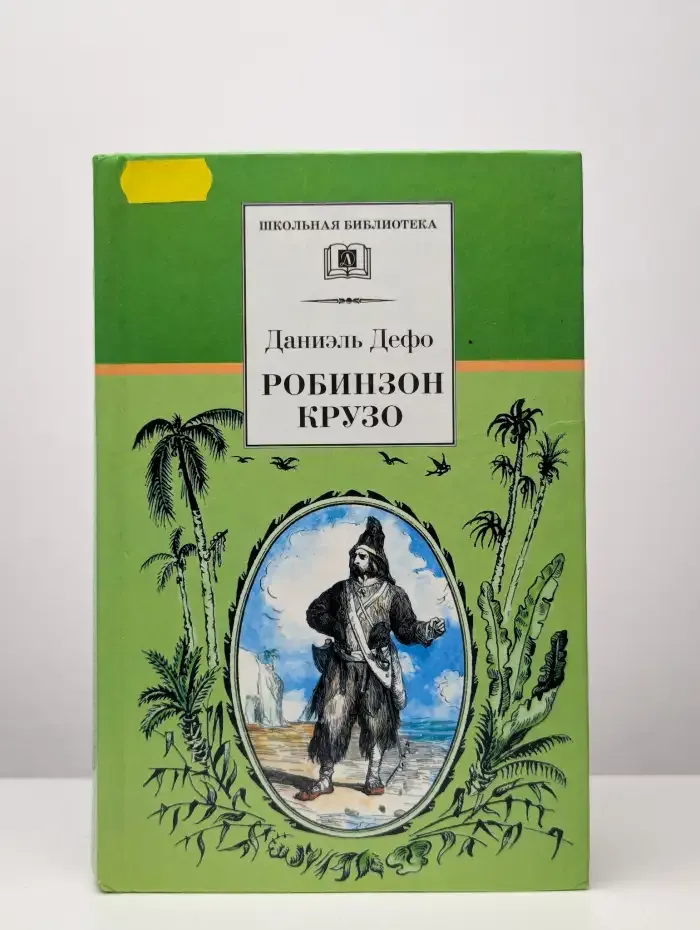 ШКОЛЬНАЯ БИБЛИОТЕКА
Даниэль Дефо
РОБИНЗОН
КРУЗО